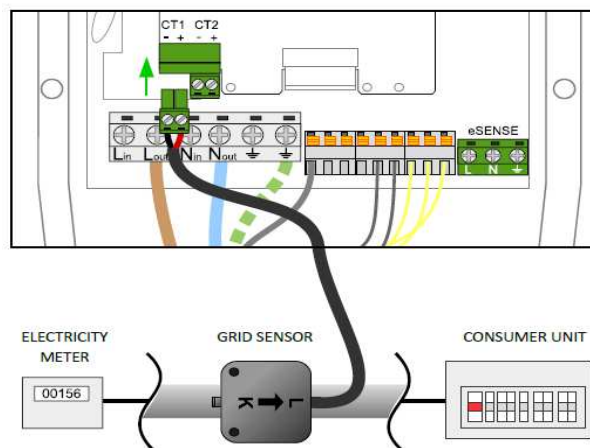 CT1 CT2
- + - +
eSENSE
Lin Lout Nin Nout
L N
ELECTRICITY METER
GRID SENSOR
CONSUMER UNIT
00156
K L